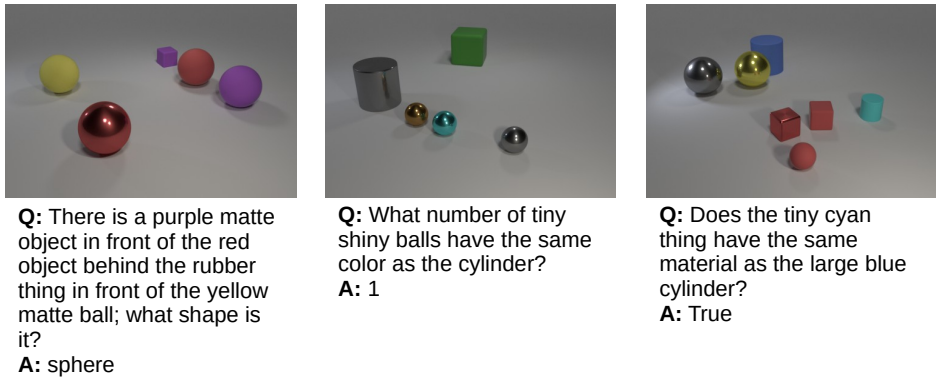 Q: There is a purple matte
object in front of the red
object behind the rubber
thing in front of the yellow
matte ball; what shape is
it?
A: sphere
Q: What number of tiny
shiny balls have the same
color as the cylinder?
A: 1
Q: Does the tiny cyan
thing have the same
material as the large blue
cylinder?
A: True